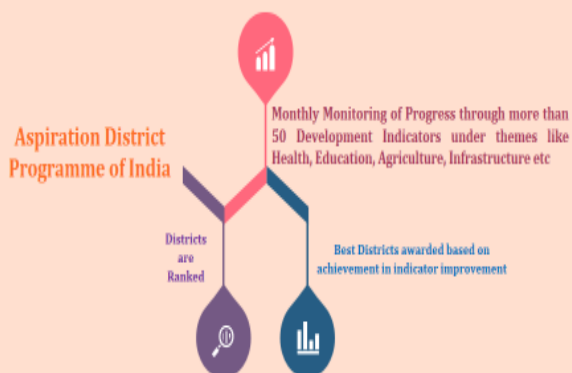 Aspiration District
Programme of India
Monthly Monitoring of Progress through more than
50 Development Indicators under themes like
Health, Education, Agriculture, Infrastructure etc
Districts
are
Ranked
Best Districts awarded based on
achievement in indicator improvement